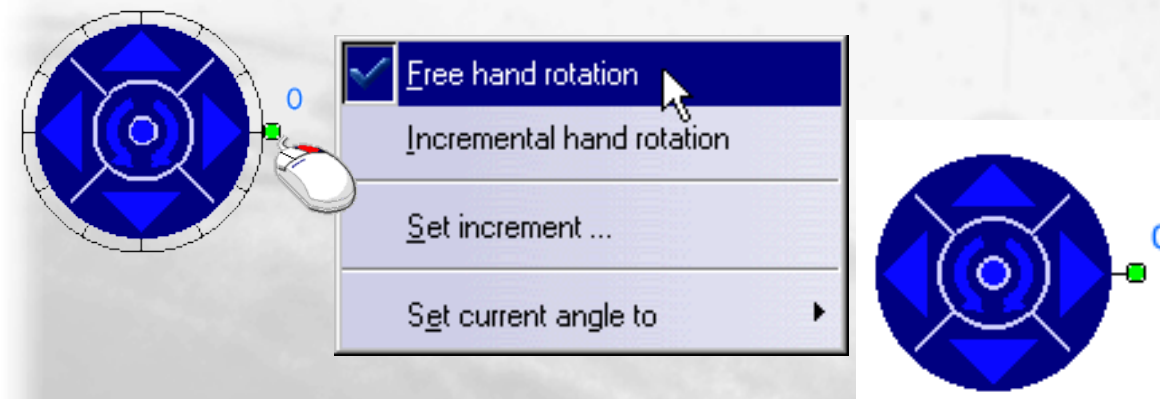 0
Free hand rotation
Incremental hand rotation
Set increment ...
Set current angle to
0